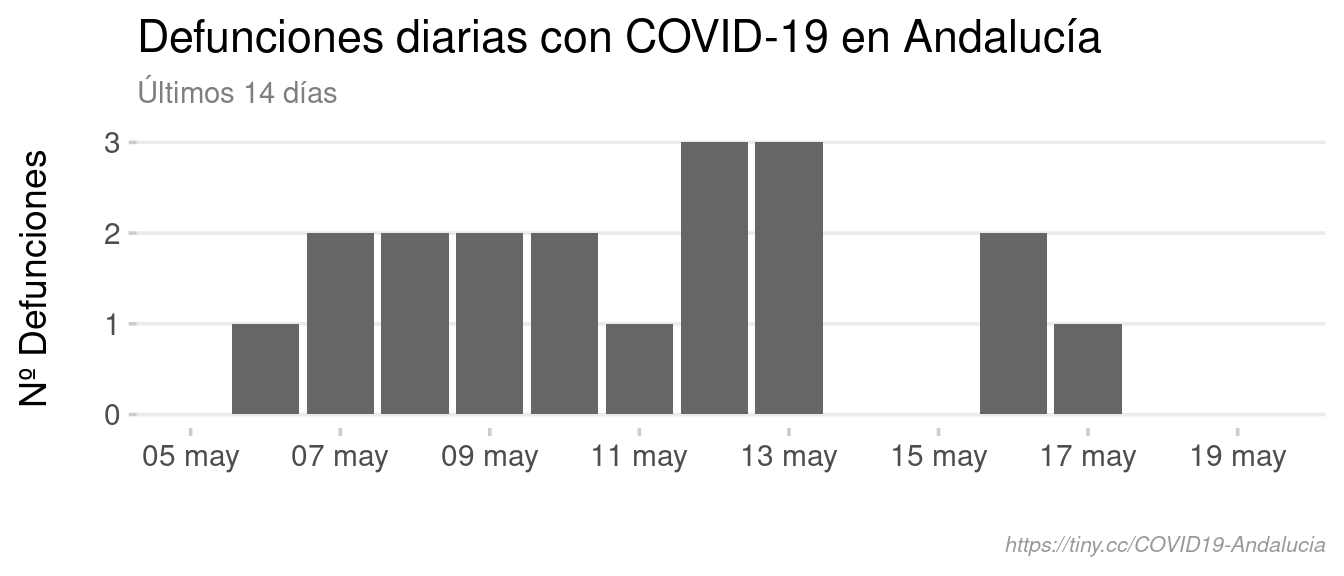 Defunciones diarias con COVID-19 en Andalucía
Últimos 14 días
Nº Defunciones
3
2
1
0
05 may 07 may 09 may 11 may 13 may 15 may 17 may 19 may
https://tiny.cc/COVID19-Andalucia